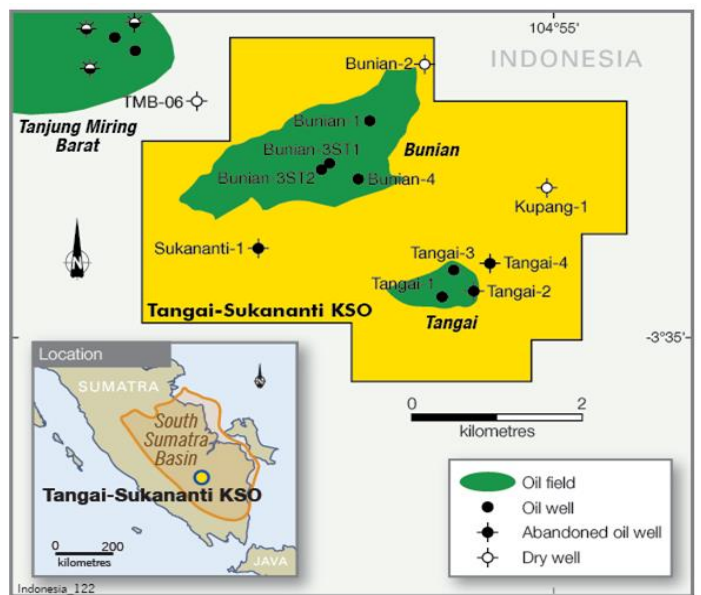 104°55'
INDONESIA
Bunian-2
TMB-06
Tanjung Miring
Barat
Bunian-1
Bunian
Bunian-3ST1
Bunian-3ST2
Bunian-4
Kupang-1
Sukananti-1
Tangai-3
Tangai-4
Tangai-1
Tangai-2
Tangai-Sukananti KSO
Tangai
N
-3°35'
Location
N
SUMATRA
South
Sumatra
Basin
Tangai-Sukananti KSO
0 200
kilometres
JAVA
0 2
kilometres
Oil field
Oil well
Abandoned oil well
Dry well
Indonesia_122